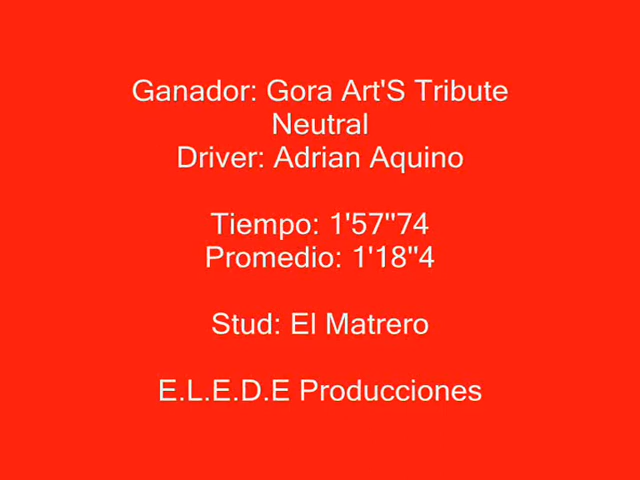 Ganador: Gora Art'S Tribute
Neutral
Driver: Adrian Aquino
Tiempo: 1'57"74
Promedio: 1'18"4
Stud: El Matrero
E.L.E.D.E Producciones